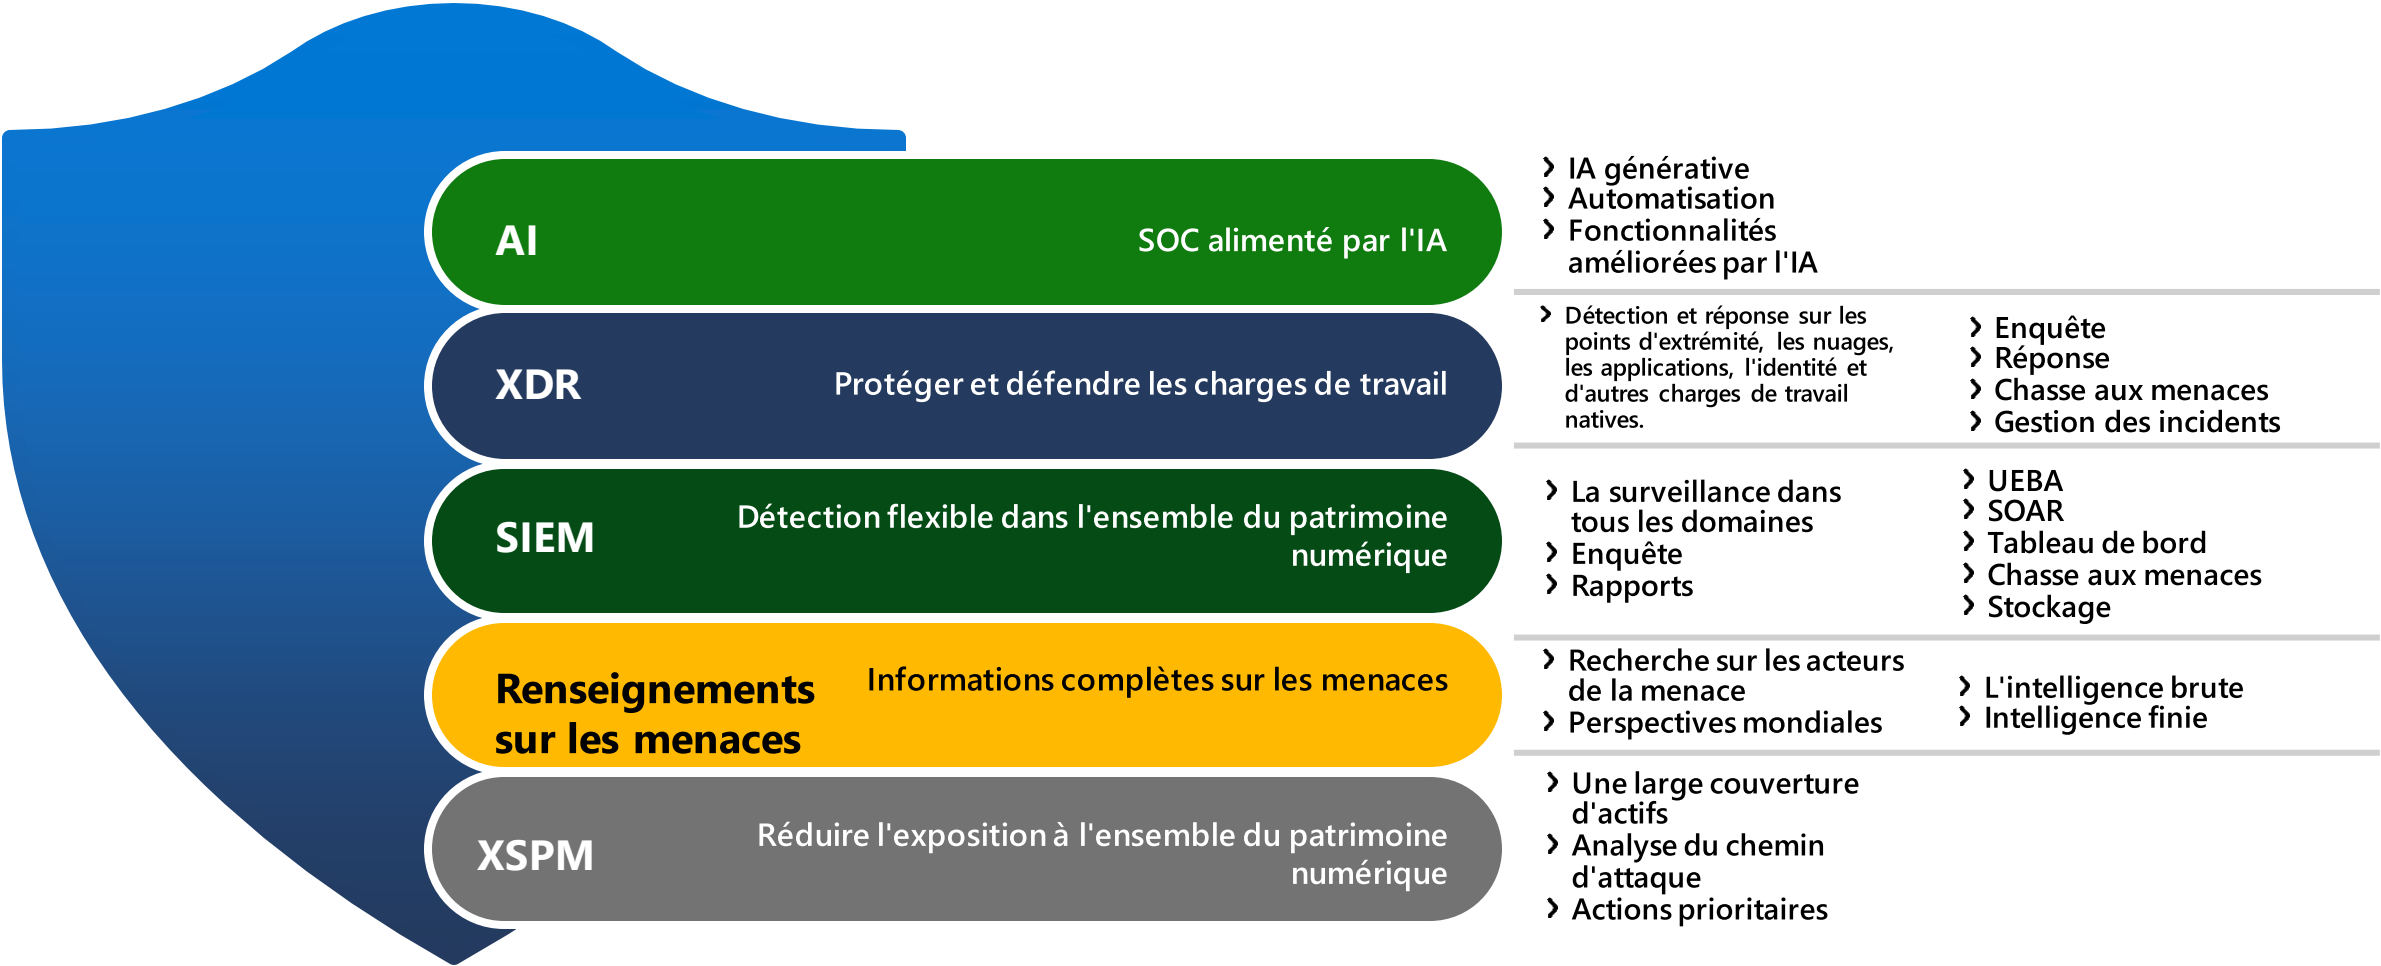 AI
SOC alimenté par l'IA
IA générative
Automatisation
Fonctionnalités
améliorées par l'IA
XDR
Protéger et défendre les charges de travail
Détection et réponse sur les
points d'extrémité, les nuages,
les applications, l'identité et
d'autres charges de travail
natives.
Enquête
Réponse
Chasse aux menaces
Gestion des incidents
SIEM
Détection flexible dans l'ensemble du patrimoine
numérique
La surveillance dans
tous les domaines
Enquête
Rapports
UEBA
SOAR
Tableau de bord
Chasse aux menaces
Stockage
Renseignements
sur les menaces
Informations complètes sur les menaces
Recherche sur les acteurs
de la menace
Perspectives mondiales
L'intelligence brute
Intelligence finie
XSPM
Réduire l'exposition à l'ensemble du patrimoine
numérique
Une large couverture
d'actifs
Analyse du chemin
d'attaque
Actions prioritaires